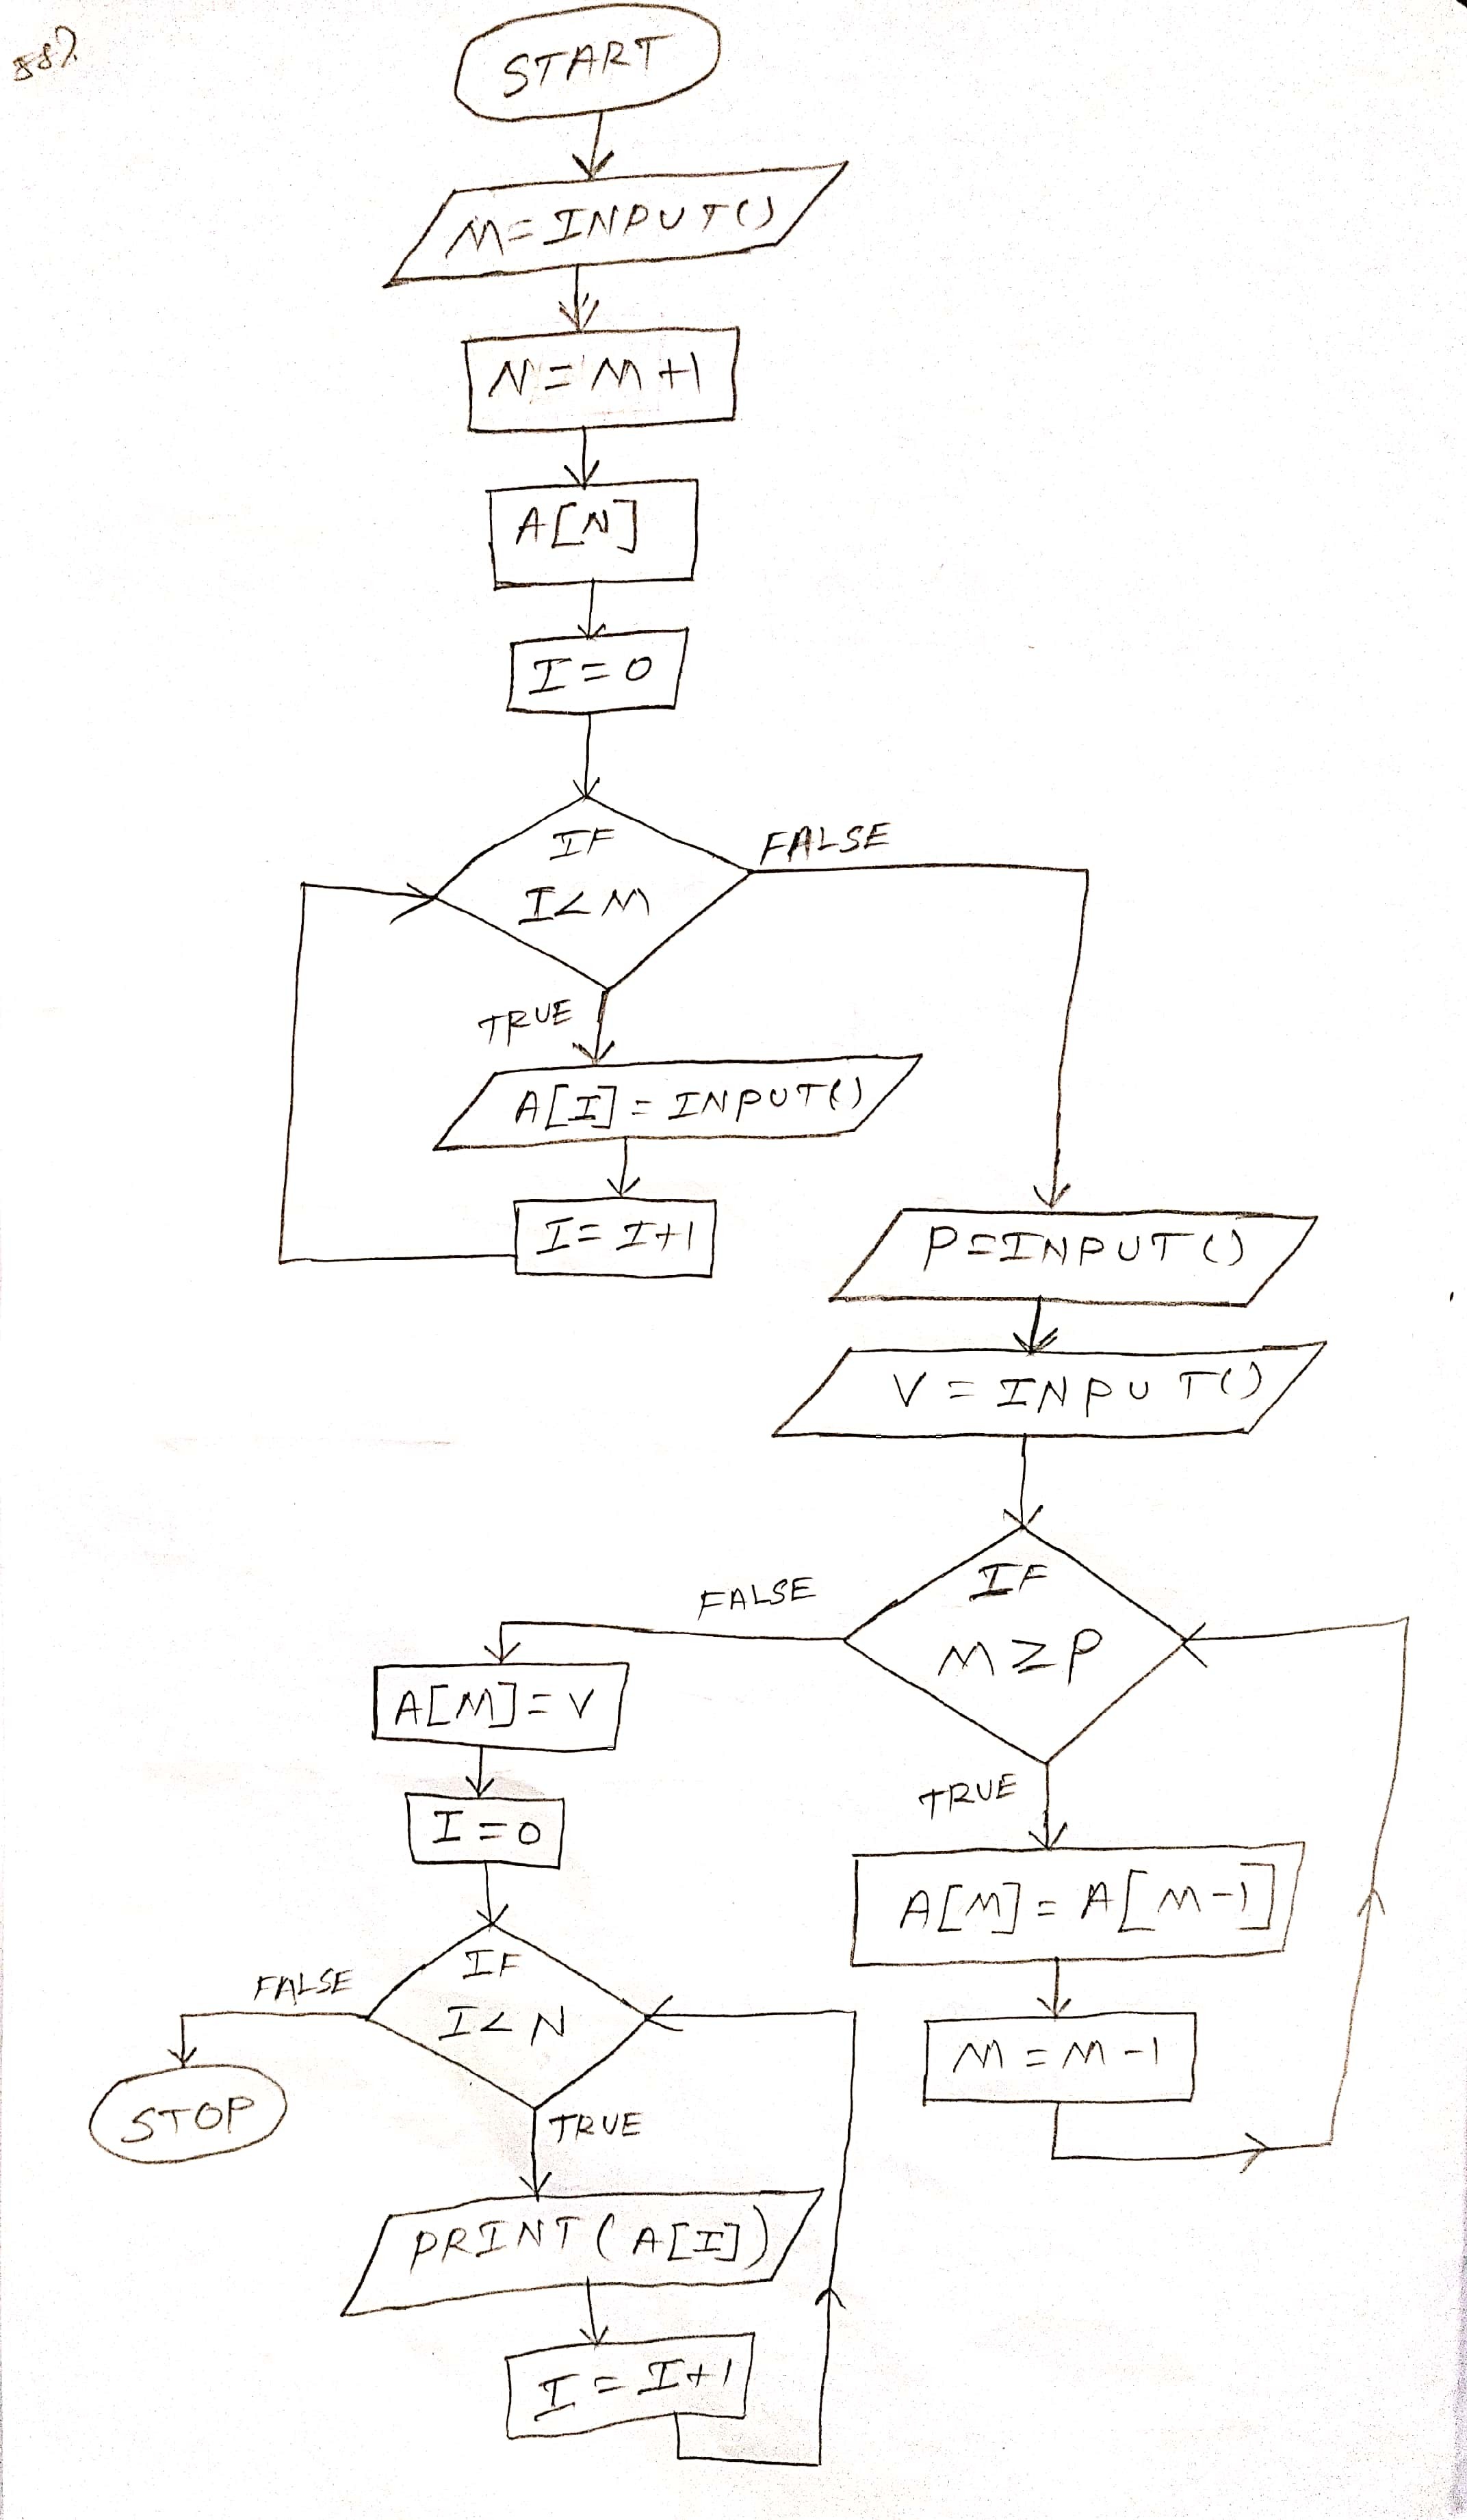 58).
START
M=INPUT()
N=M+1
A[N]
I=0
IF
I<M
FALSE
TRUE
A[I]=INPUT()
I=I+1
P=INPUT()
V=INPUT()
IF
M≥P
FALSE
TRUE
A[M]=A[M-1]
M=M-1
A[M]=V
I=0
IF
I<N
FALSE
STOP
TRUE
PRINT(A[I])
I=I+1